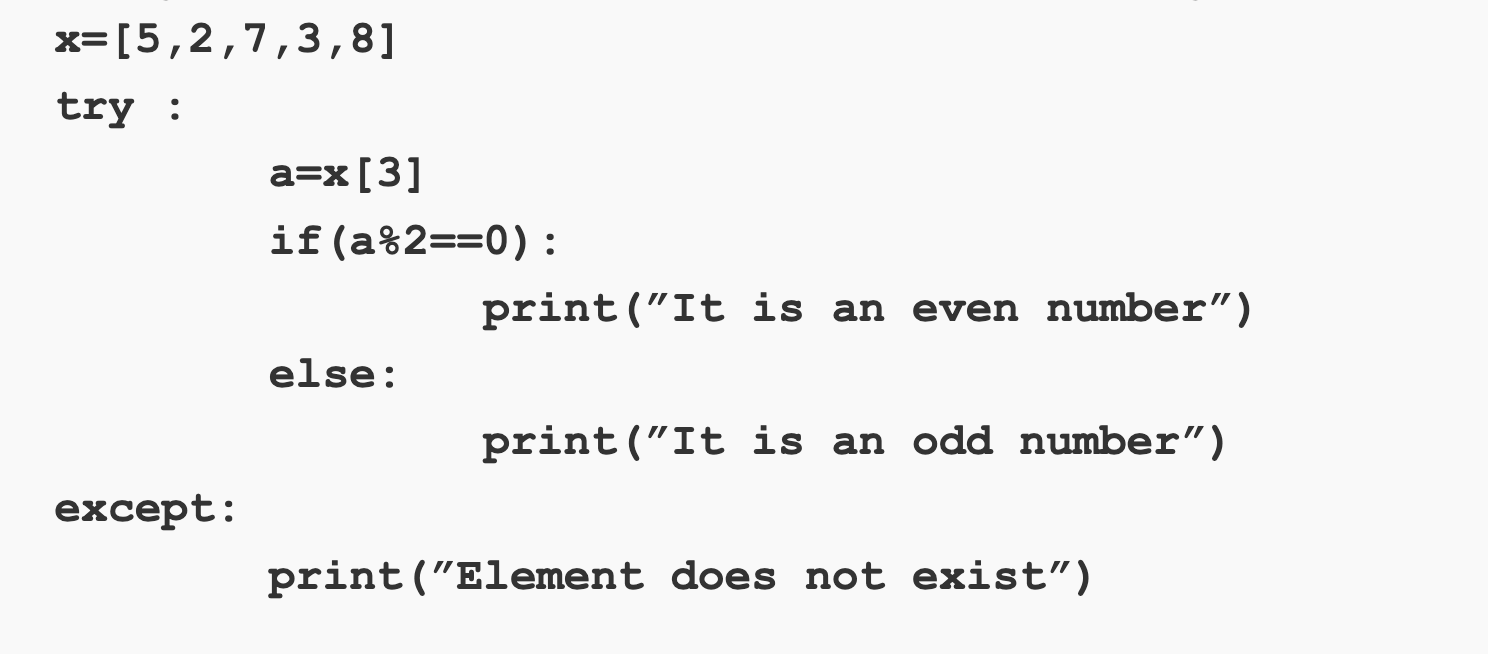 x=[5,2,7,3,8]
try :
        a=x[3]
        if(a%2==0):
                print(”It is an even number”)
        else:
                print(”It is an odd number”)
except:
        print(”Element does not exist”)